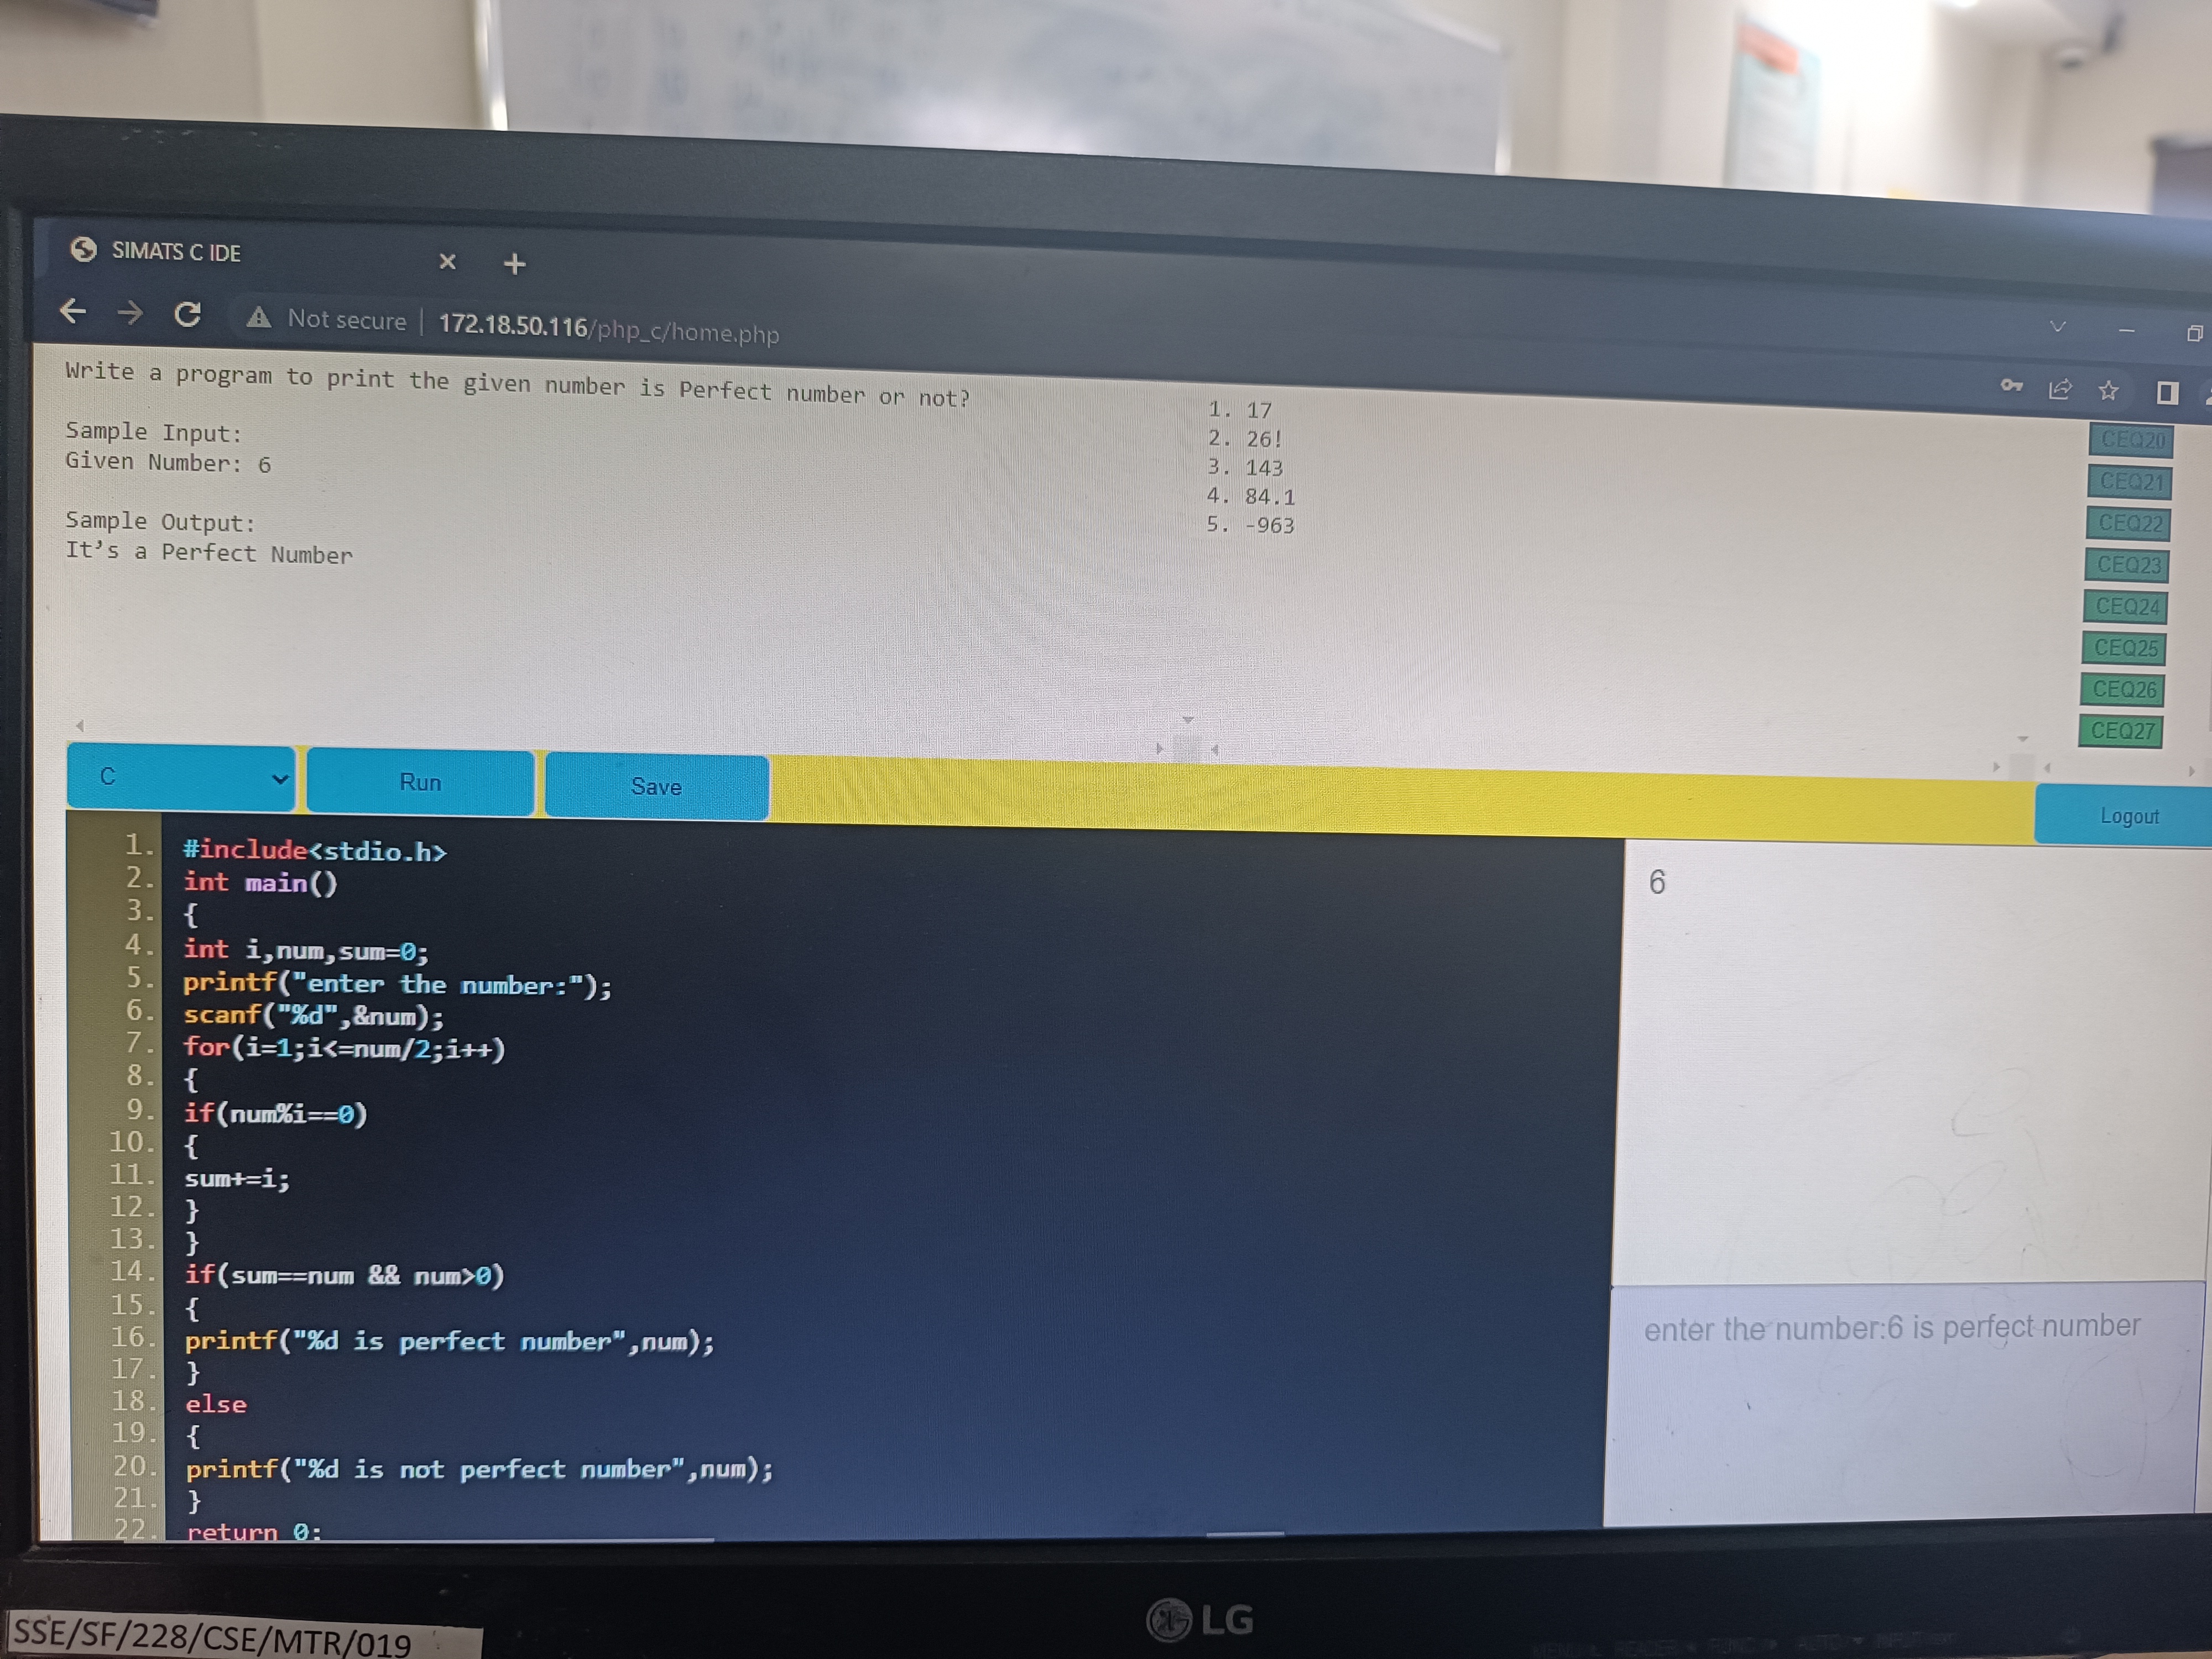 SIMATS C IDE
Not secure | 172.18.50.116/php_c/home.php
Write a program to print the given number is Perfect number or not?
Sample Input:
Given Number: 6
Sample Output:
It's a Perfect Number
1. 17
2. 26!
3. 143
4. 84.1
5. -963
CEQ20
CEQ21
CEQ22
CEQ23
CEQ24
CEQ25
CEQ26
CEQ27
C
Run
Save
Logout
1. #include<stdio.h>
2. int main()
3. {
4. int i,num,sum=0;
5. printf("enter the number:");
6. scanf("%d",&num);
7. for(i=1;i<=num/2;i++)
8. {
9. if(num%i==0)
10. {
11. sum+=i;
12. }
13. }
14. if(sum==num && num>0)
15. {
16. printf("%d is perfect number",num);
17. }
18. else
19. {
20. printf("%d is not perfect number",num);
21. }
22. return 0;
6
enter the number:6 is perfect number
LG
SSE/SF/228/CSE/MTR/019